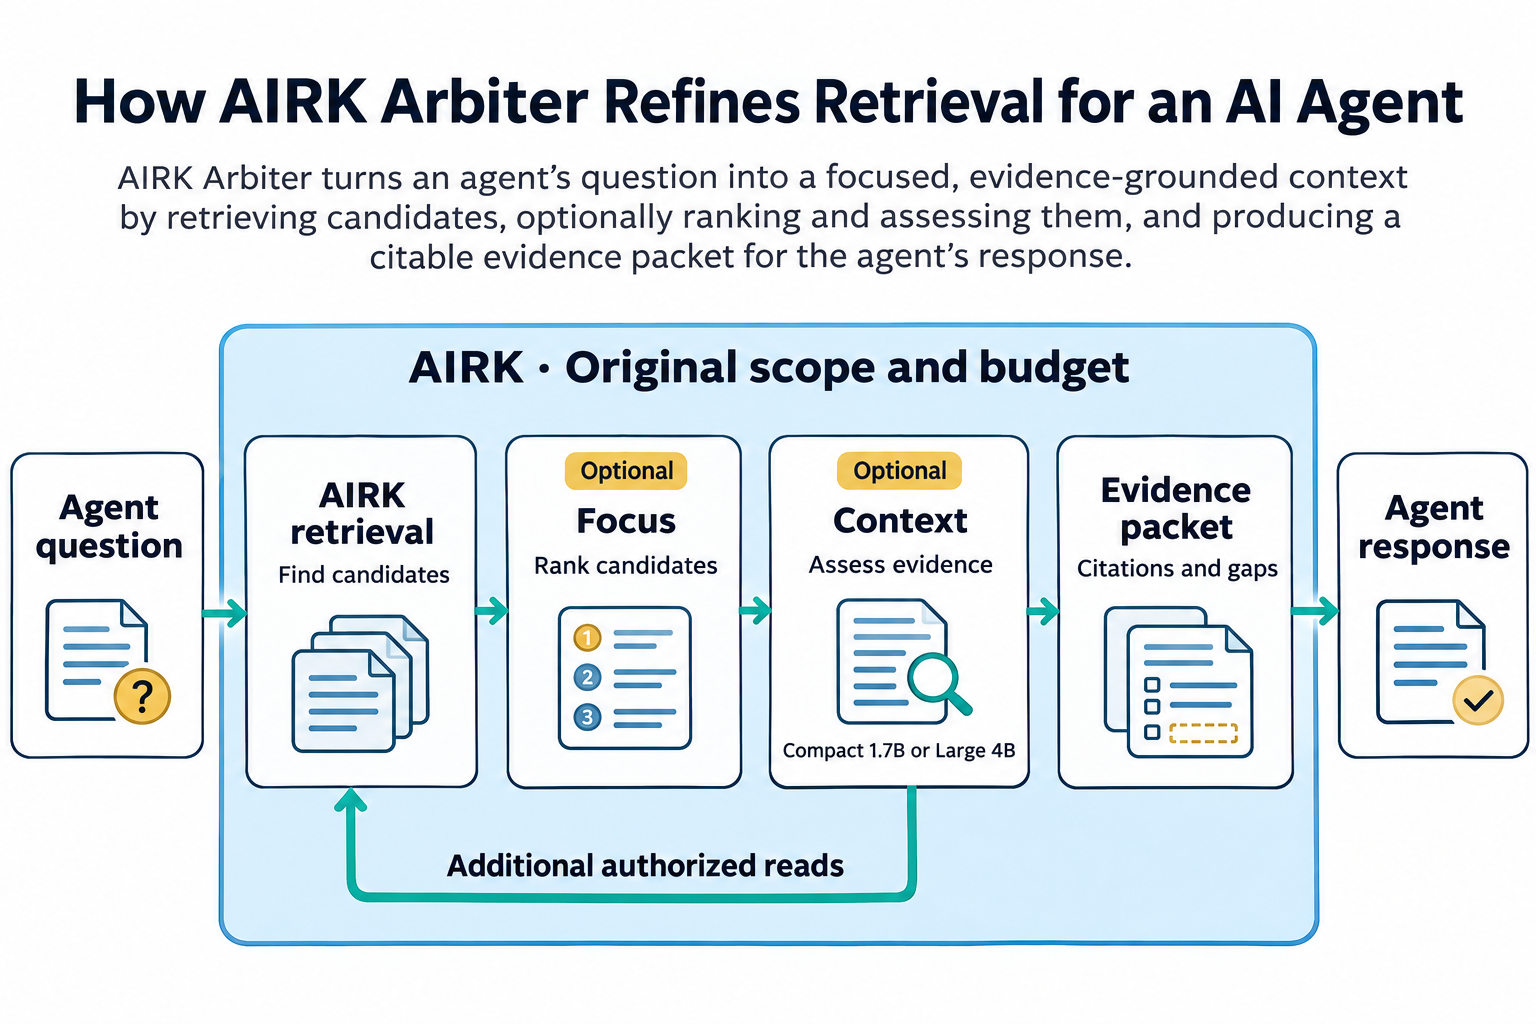 How AIRK Arbiter Refines Retrieval for an AI Agent
AIRK Arbiter turns an agent’s question into a focused, evidence-grounded context
by retrieving candidates, optionally ranking and assessing them, and producing a
citable evidence packet for the agent’s response.
AIRK · Original scope and budget
Agent
question
?
AIRK
retrieval
Find candidates
Optional
Focus
Rank candidates
1
2
3
Optional
Context
Assess evidence
Compact 1.7B or Large 4B
Evidence
packet
Citations and gaps
Agent
response
Additional authorized reads